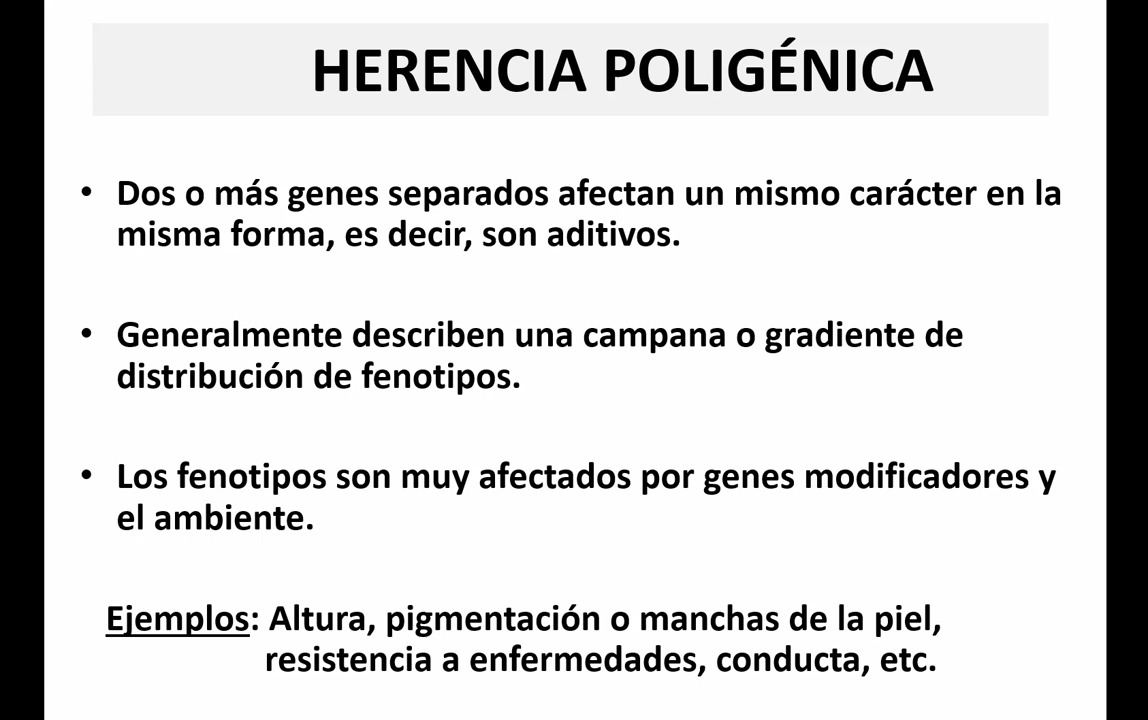 HERENCIA POLIGÉNICA
• Dos o más genes separados afectan un mismo carácter en la
misma forma, es decir, son aditivos.
• Generalmente describen una campana o gradiente de
distribución de fenotipos.
• Los fenotipos son muy afectados por genes modificadores y
el ambiente.
Ejemplos: Altura, pigmentación o manchas de la piel,
resistencia a enfermedades, conducta, etc.